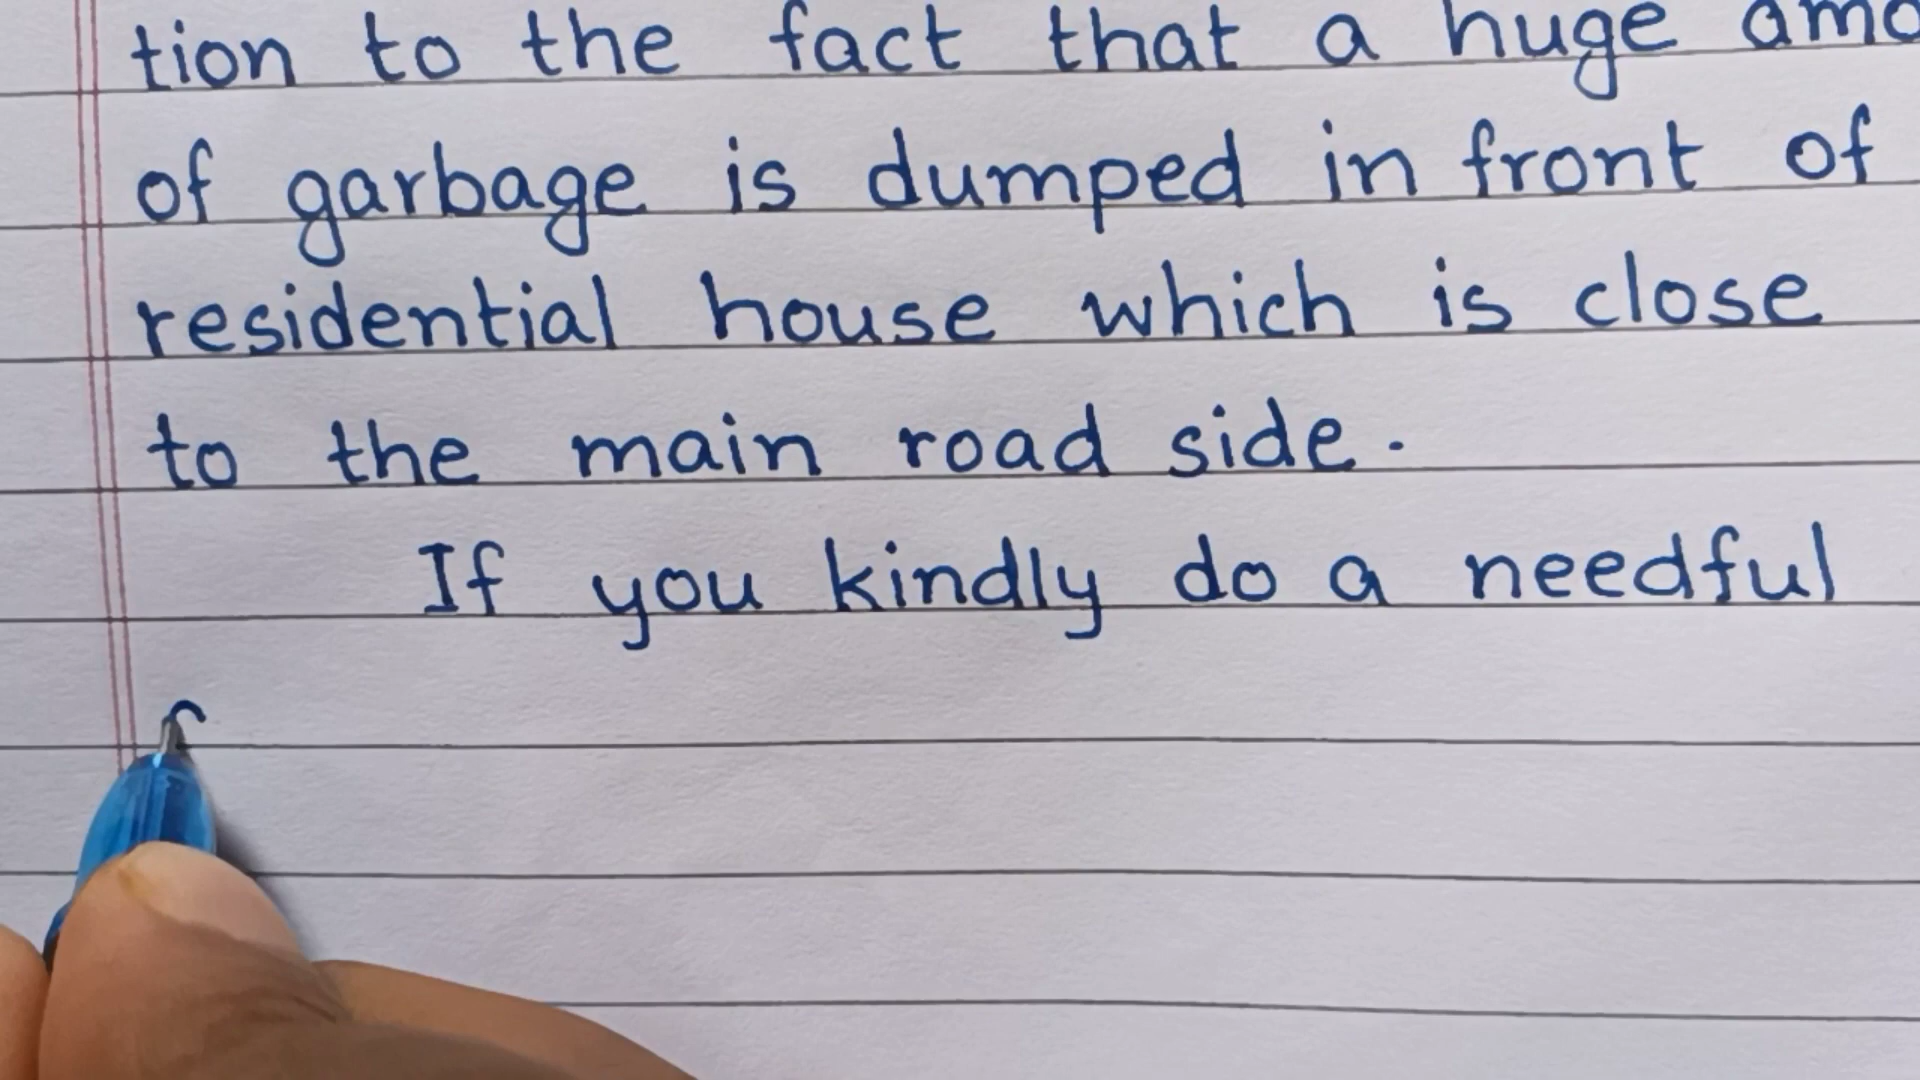 tion to the fact that a huge
of garbage is dumped in front of
residential house which is close
to the main road side.
If you kindly do a needful